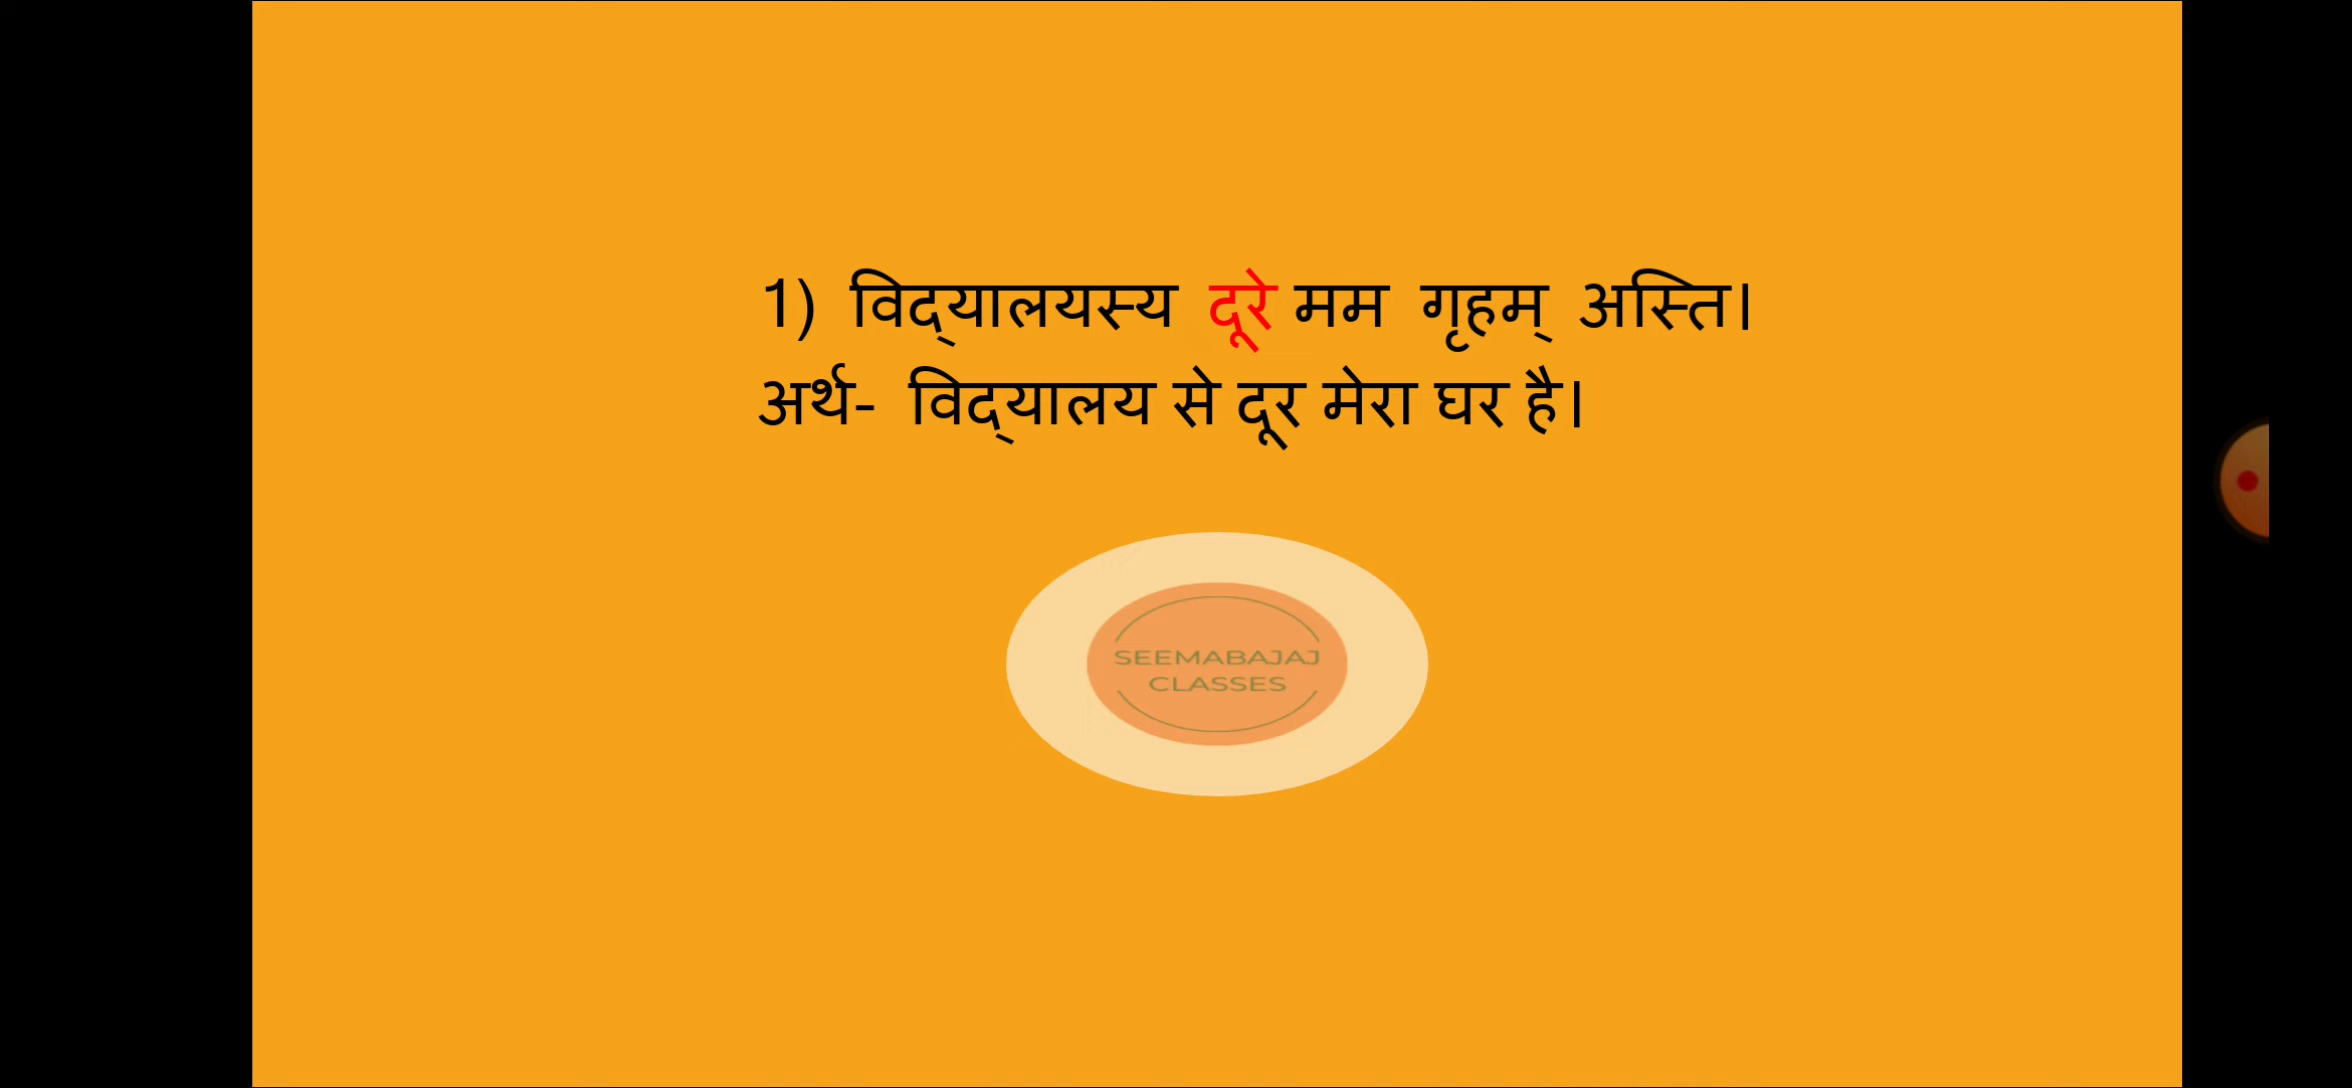 1) विद्‌यालयस्य दूरे मम गृहम् अस्ति।
अर्थ- विद्‌यालय से दूर मेरा घर है।
SEEMABAJAJ
CLASSES